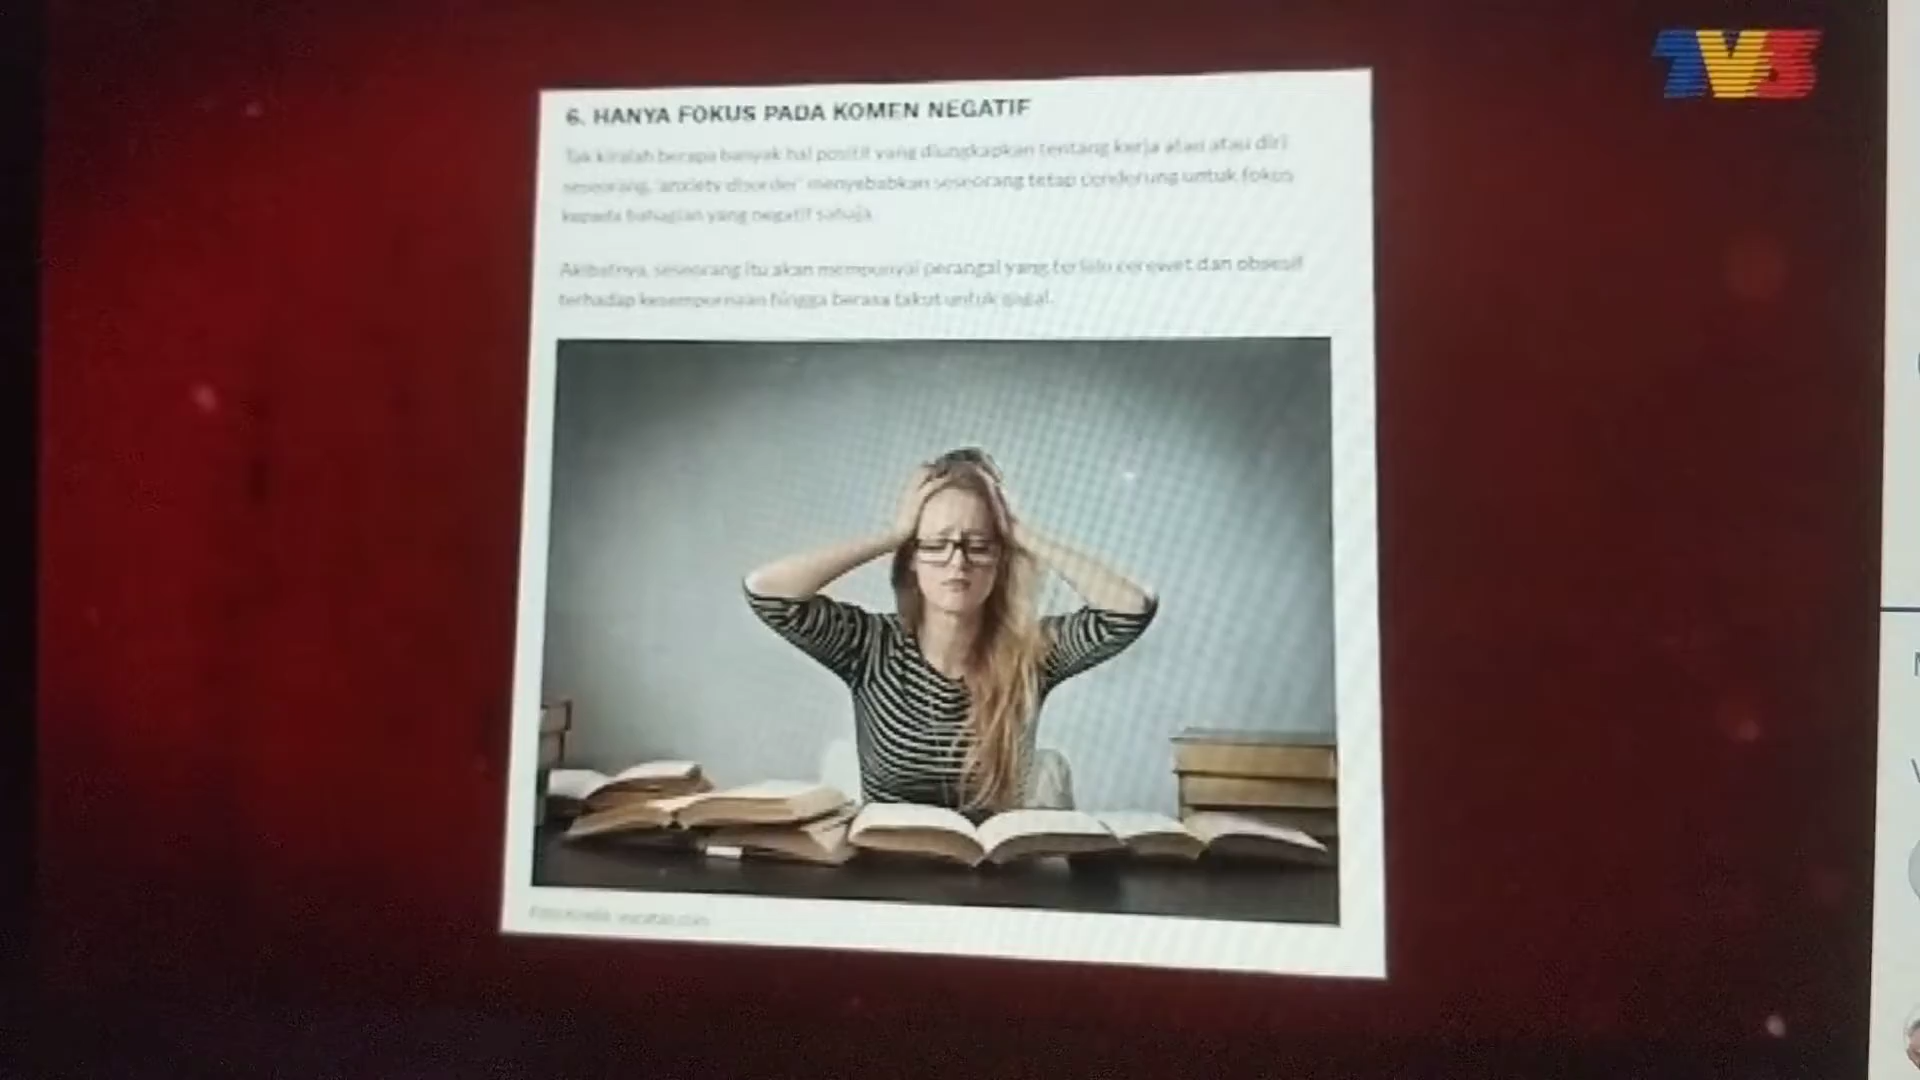 TV3
6. HANYA FOKUS PADA KOMEN NEGATIF
Tak kiralah berapa banyak hal positif yang diungkapkan tentang kerja atau atau diri
seseorang, 'anxiety disorder' menyebabkan seseorang tetap cenderung untuk fokus
kepada bahagian yang negatif sahaja
Akibatnya, seseorang itu akan mempunyai perangai yang terlalu cerewet dan obsesif
terhadap kesempurnaan hingga berasa takut untuk gagal.